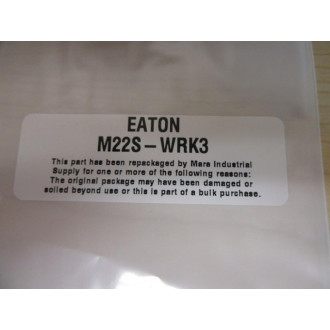 EATON
M22S-WRK3
This part has been repackaged by Mara Industrial
Supply for one or more of the following reasons:
The original package may have been damaged or
soiled beyond use or this is part of a bulk purchase.